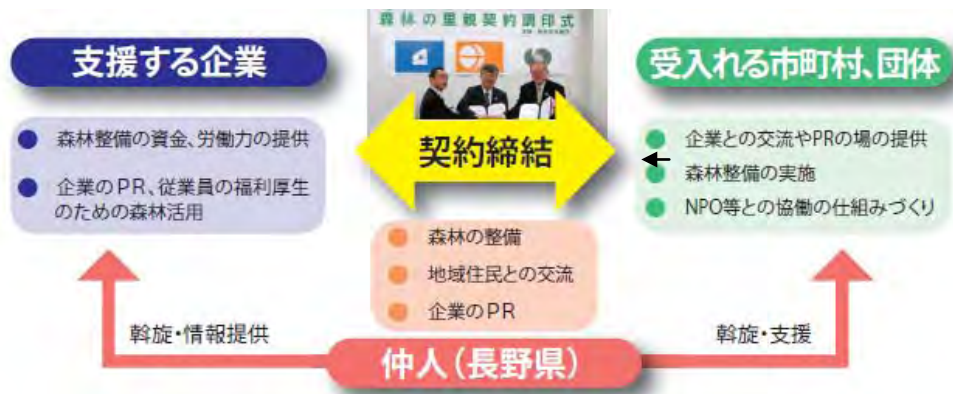 森林の里親契約調印式
支援する企業
森林整備の資金、労働力の提供
企業のPR、従業員の福利厚生
のための森林活用
契約締結
森林の整備
地域住民との交流
企業のPR
受入れる市町村、団体
企業との交流やPRの場の提供
森林整備の実施
NPO等との協働の仕組みづくり
斡旋・情報提供
斡旋・支援
仲人(長野県)